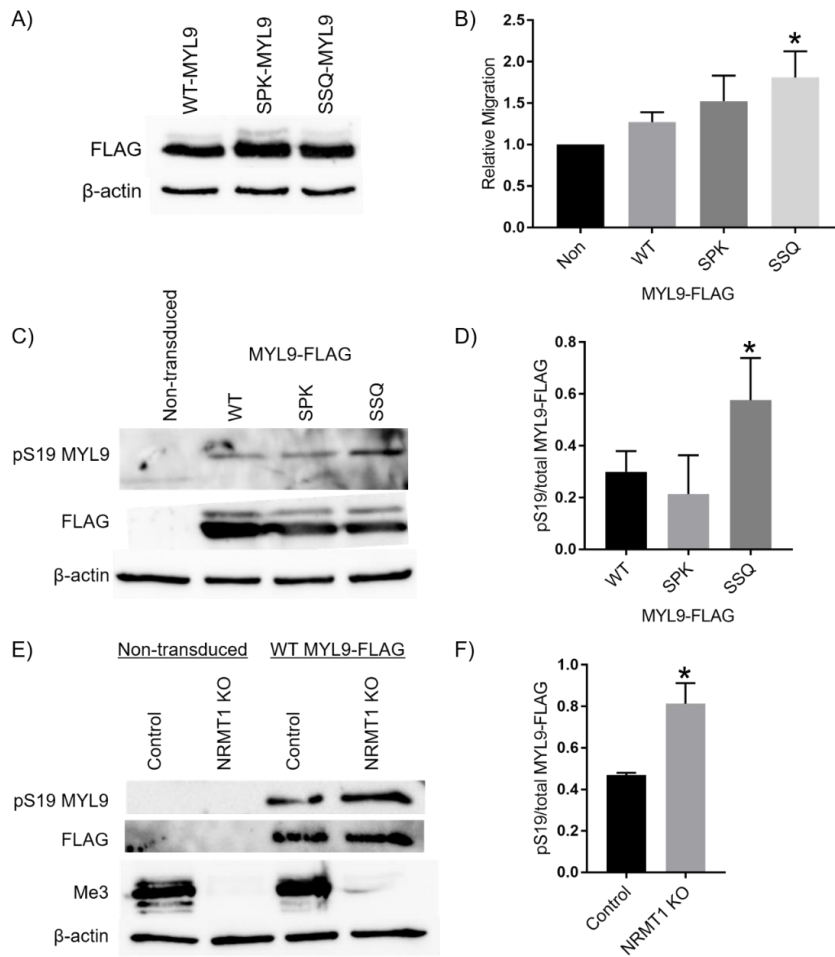 A)
WT-MYL9
SPK-MYL9
SSQ-MYL9
FLAG
β-actin
B)
Relative Migration
2.5
2.0
1.5
1.0
0.5
0.0
*
Non
WT
SPK
SSQ
MYL9-FLAG
C)
Non-transduced
MYL9-FLAG
WT
SPK
SSQ
pS19 MYL9
FLAG
β-actin
D)
pS19/total MYL9-FLAG
0.8
0.6
0.4
0.2
0.0
*
WT
SPK
SSQ
MYL9-FLAG
E)
Non-transduced
WT MYL9-FLAG
Control
NRMT1 KO
Control
NRMT1 KO
pS19 MYL9
FLAG
Me3
β-actin
F)
pS19/total MYL9-FLAG
1.0
0.8
0.6
0.4
0.2
0.0
*
Control
NRMT1 KO